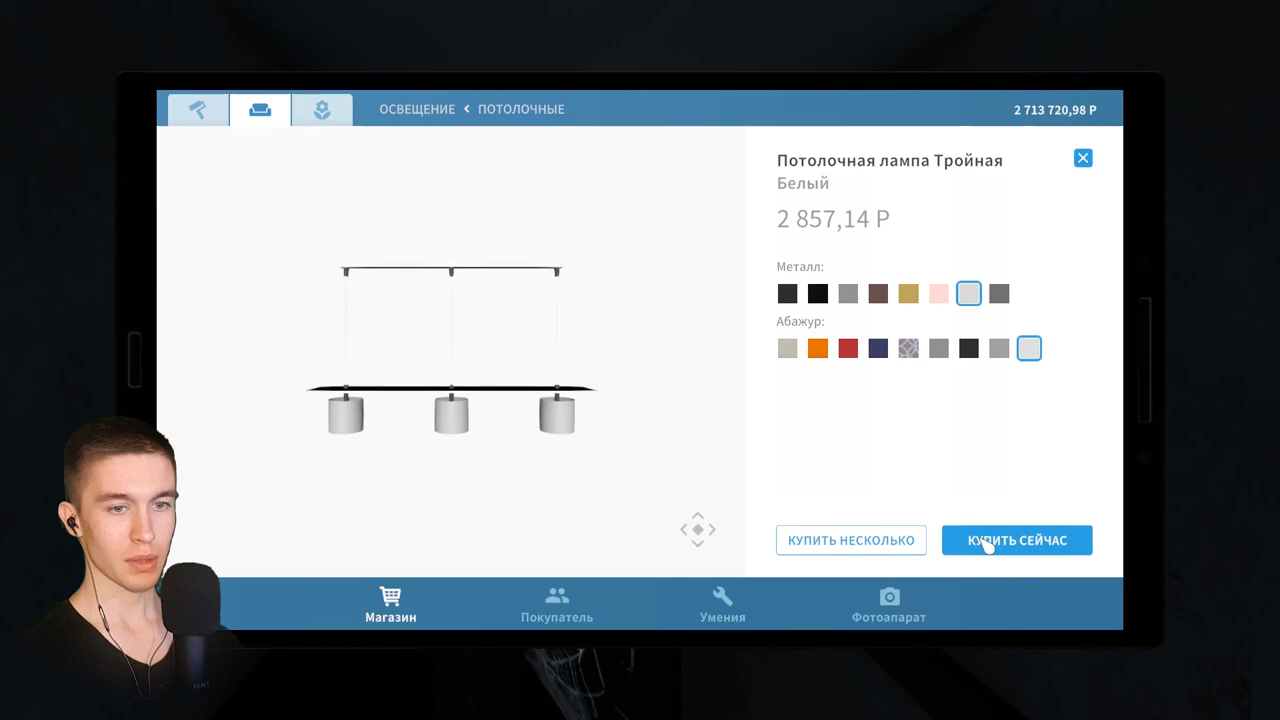 ОСВЕЩЕНИЕ < ПОТОЛОЧНЫЕ
2 713 720,98 Р
Потолочная лампа Тройная
Белый
2 857,14 Р
Металл:
Абажур:
КУПИТЬ НЕСКОЛЬКО
КУПИТЬ СЕЙЧАС
Магазин
Покупатель
Умения
Фотоаппарат